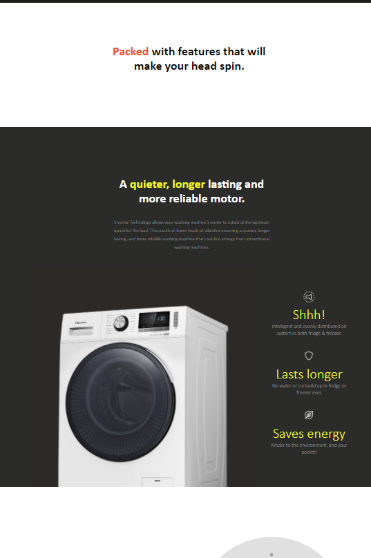 Packed with features that will
make your head spin.
A quieter, longer lasting and
more reliable motor.
Inverter Technology allows your washing machine's motor to rotate at the optimum
speed for the load. The result is lower levels of vibration meaning a quieter, longer
lasting, and more reliable washing machine that uses less energy than conventional
washing machines.
Shhh!
Intelligent and evenly distributed air
system in both fridge & freezer.
Lasts longer
No water or ice build up in fridge or
freezer ever.
Saves energy
Kinder to the environment, and your
pocket!